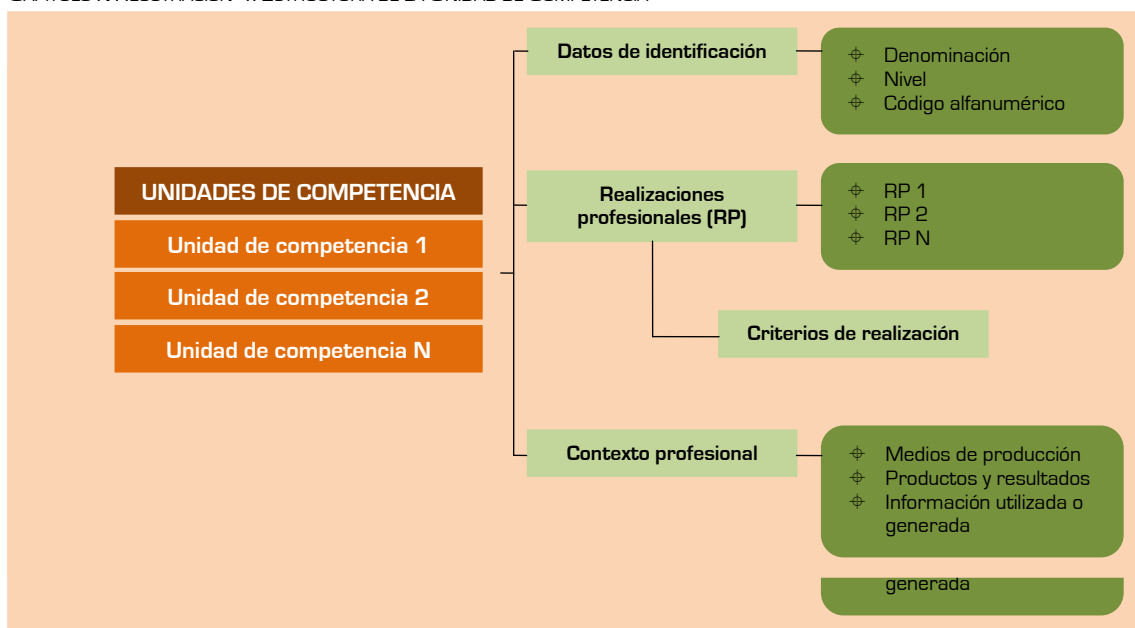 Datos de identificación
Denominación
Nivel
Código alfanumérico
UNIDADES DE COMPETENCIA
Unidad de competencia 1
Unidad de competencia 2
Unidad de competencia N
Realizaciones
profesionales (RP)
RP 1
RP 2
RP N
Criterios de realización
Contexto profesional
Medios de producción
Productos y resultados
Información utilizada o
generada
generada